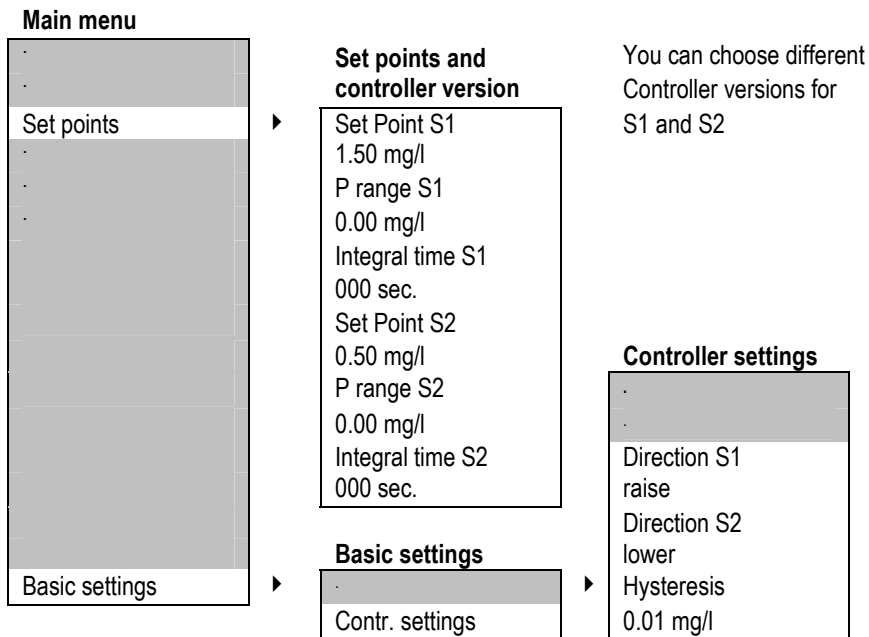 Main menu
.
.
Set points
.
.
.
Basic settings
Set points and
controller version
Set Point S1
1.50 mg/l
P range S1
0.00 mg/l
Integral time S1
000 sec.
Set Point S2
0.50 mg/l
P range S2
0.00 mg/l
Integral time S2
000 sec.
You can choose different
Controller versions for
S1 and S2
Basic settings
.
Contr. settings
Controller settings
.
.
Direction S1
raise
Direction S2
lower
Hysteresis
0.01 mg/l